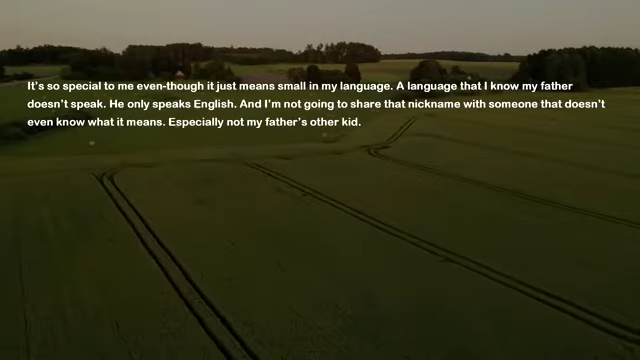 It's so special to me even-though it just means small in my language. A language that I know my father
doesn't speak. He only speaks English. And I'm not going to share that nickname with someone that doesn't
even know what it means. Especially not my father's other kid.